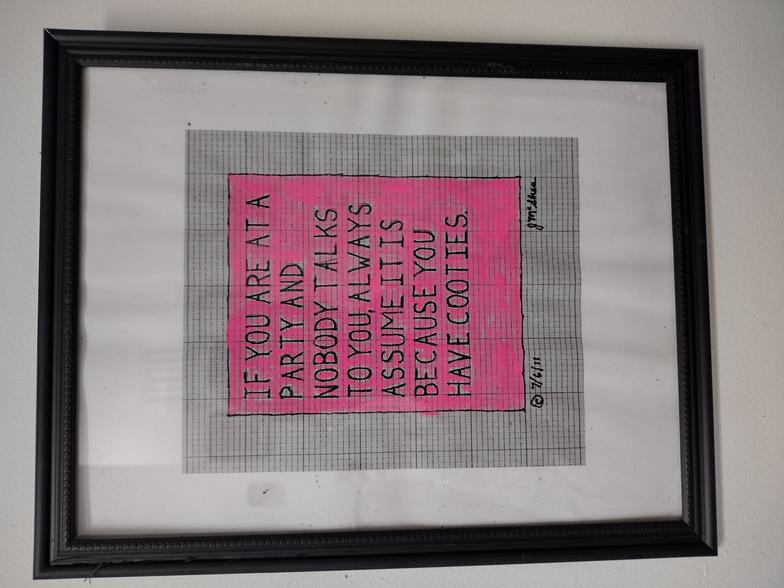 IF YOU ARE AT A
PARTY AND
NOBODY TALKS
TO YOU, ALWAYS
ASSUME IT IS
BECAUSE YOU
HAVE COOTIES.
© 7/6/11 J McShea